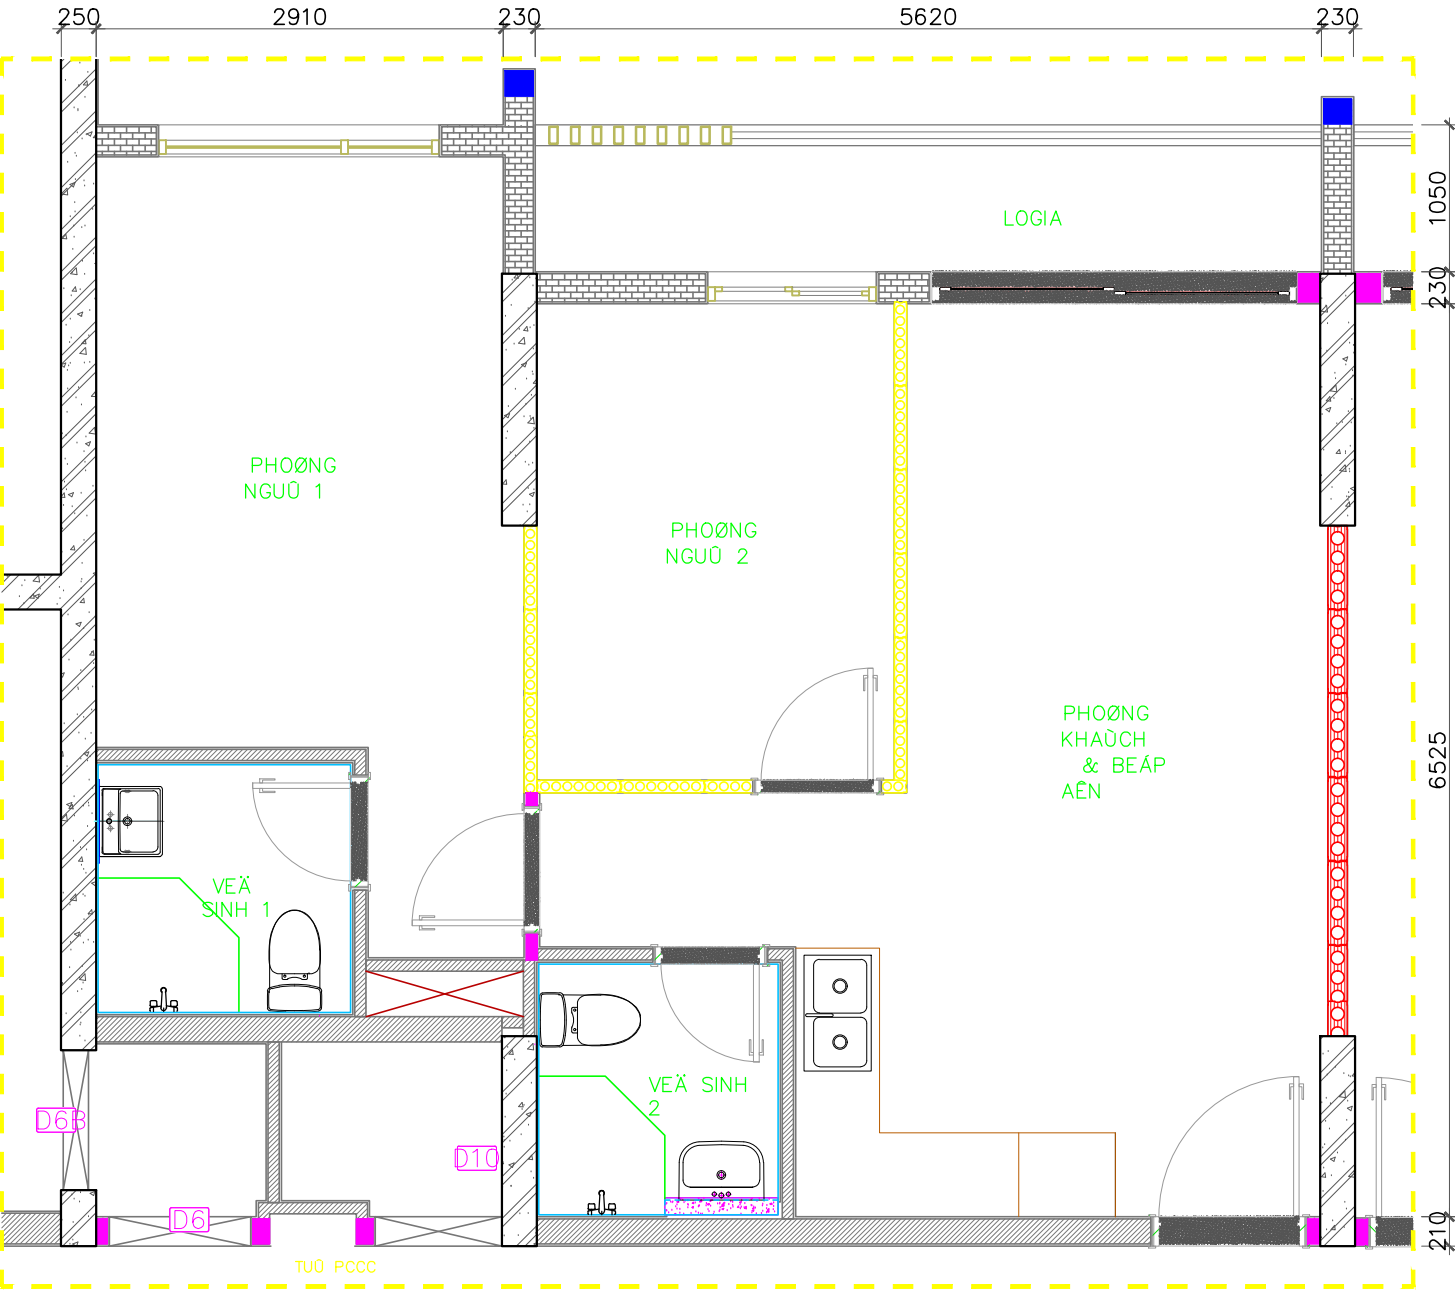 250
2910
230
5620
230
1050
LOGIA
230
PHOØNG
NGUÛ 1
PHOØNG
NGUÛ 2
PHOØNG
KHAÙCH
& BEÁP
AÊN
6525
VEÄ
SINH 1
VEÄ SINH
2
D6B
D10
D6
210
TUÛ PCCC